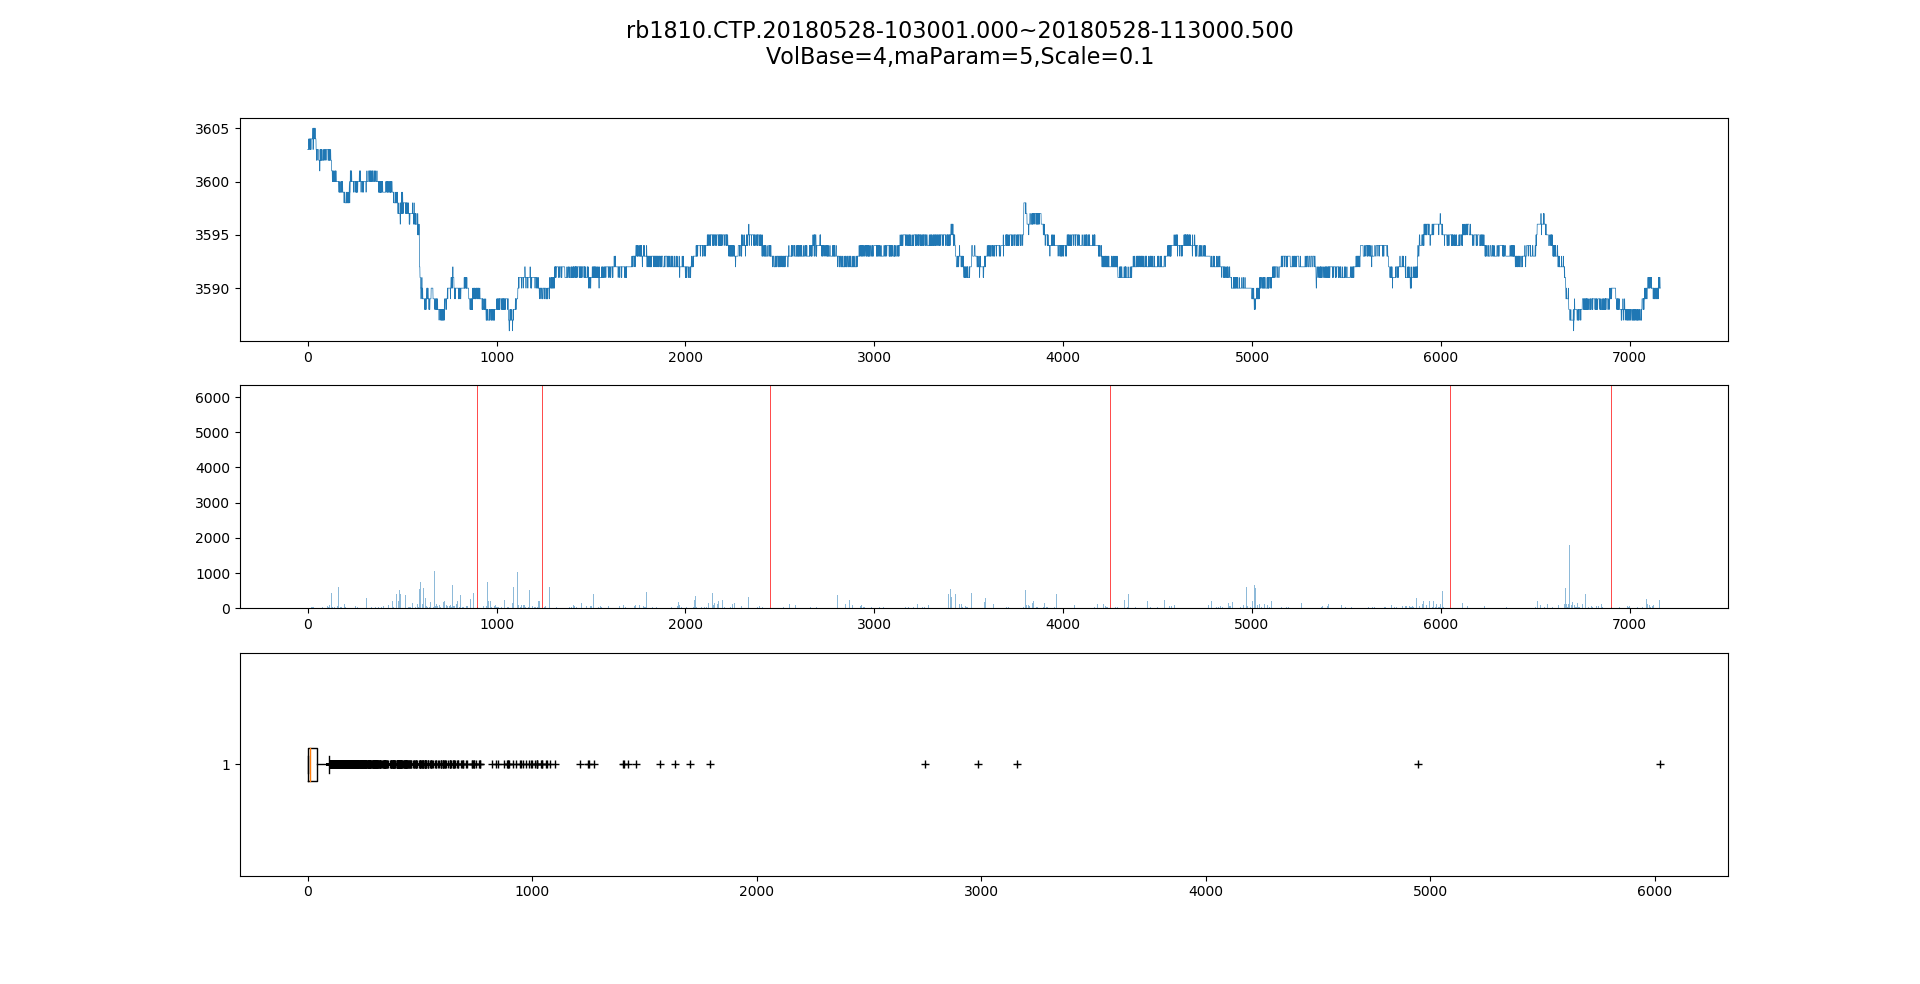 rb1810.CTP.20180528-103001.000~20180528-113000.500
VolBase=4,maParam=5,Scale=0.1
3605
3600
3595
3590
0 1000 2000 3000 4000 5000 6000 7000
6000
5000
4000
3000
2000
1000
0
0 1000 2000 3000 4000 5000 6000 7000
1
0 1000 2000 3000 4000 5000 6000